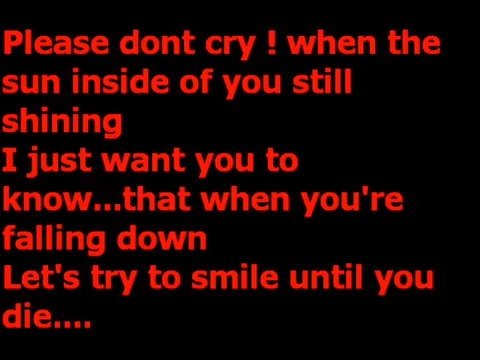 Please dont cry ! when the
sun inside of you still
shining
I just want you to
know...that when you're
falling down
Let's try to smile until you
die....